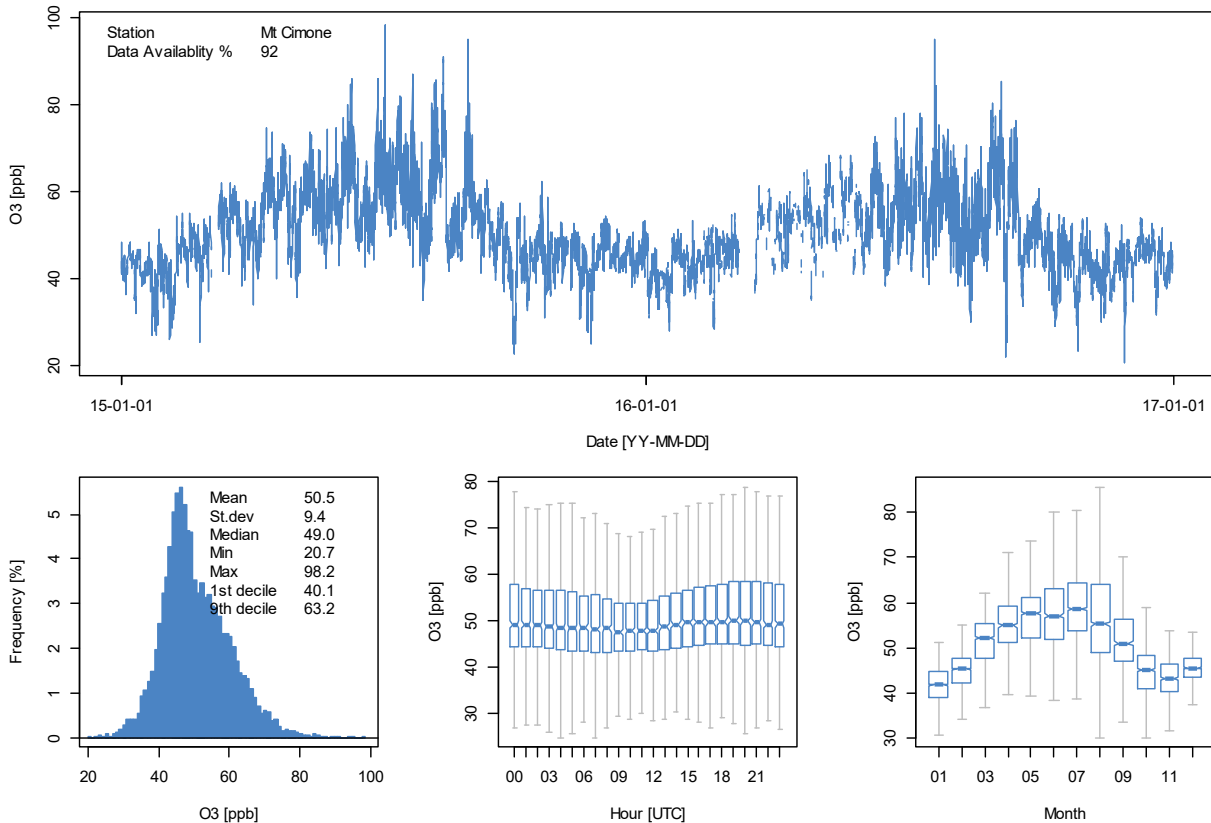 Station Mt Cimone
Data Availablity % 92
100
80
60
40
20
O3 [ppb]
15-01-01 16-01-01 17-01-01
Date [YY-MM-DD]
Mean 50.5
St.dev 9.4
Median 49.0
Min 20.7
Max 98.2
1st decile 40.1
9th decile 63.2
5
4
3
2
1
0
Frequency [%]
20 40 60 80 100
O3 [ppb]
80
70
60
50
40
30
O3 [ppb]
00 03 06 09 12 15 18 21
Hour [UTC]
80
70
60
50
40
30
O3 [ppb]
01 03 05 07 09 11
Month